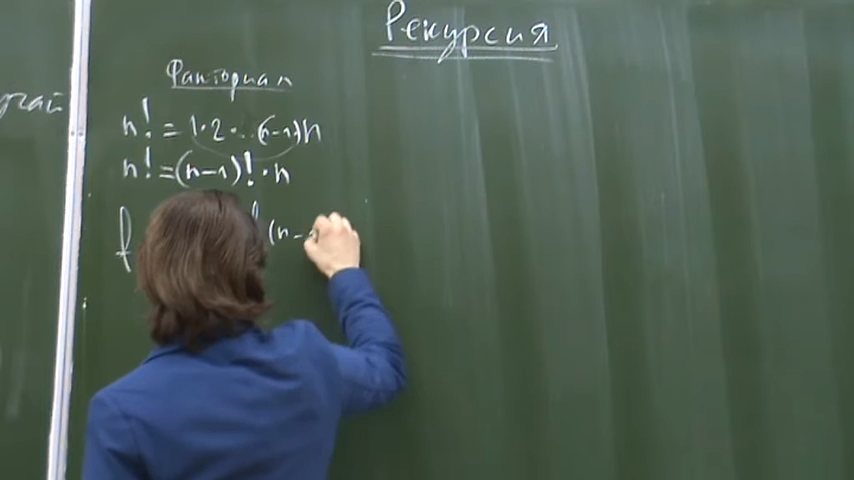 Рекурсия
Факториал
n! = 1·2·...(n-1)n
n! = (n-1)!·n
f f(n-